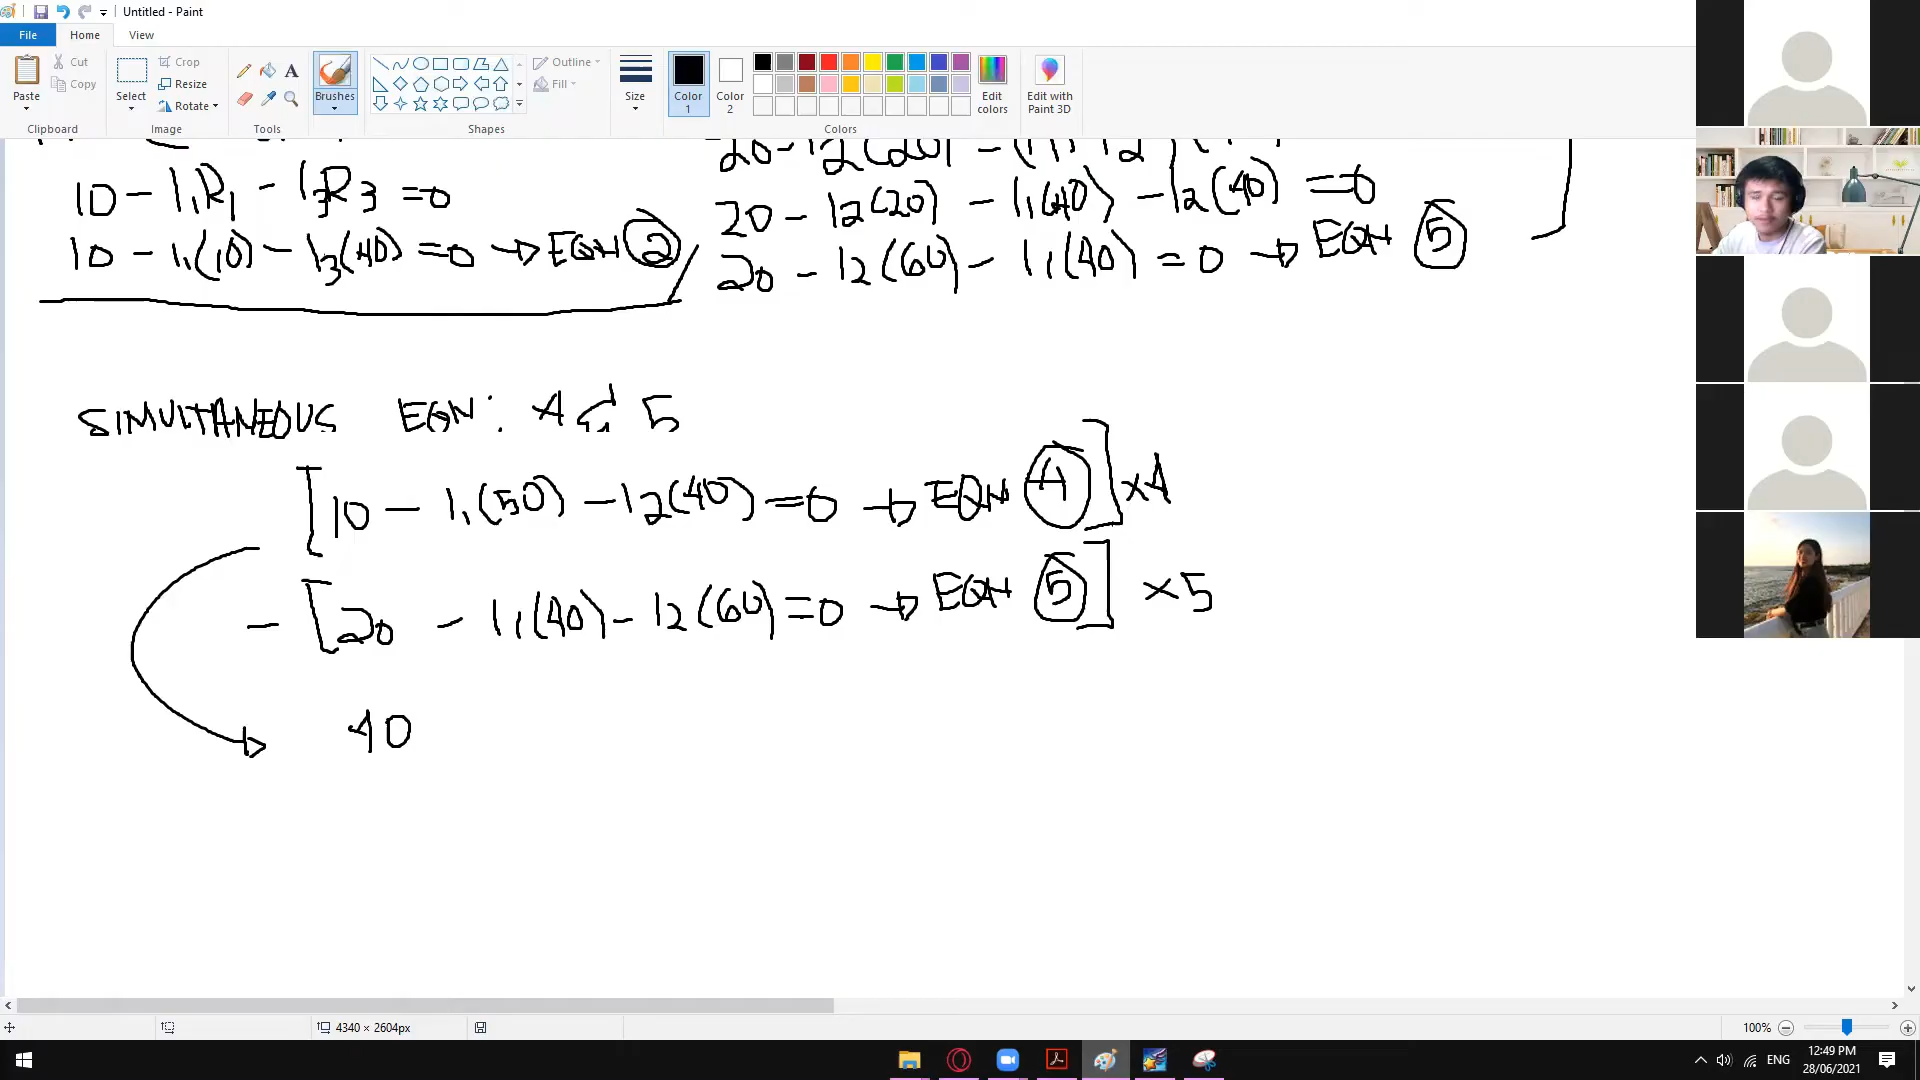 Untitled - Paint
File
Home
View
Paste
Cut
Copy
Clipboard
Select
Crop
Resize
Rotate
Image
A
Tools
Brushes
Shapes
Outline
Fill
Size
Color
1
Color
2
Edit
colors
Edit with
Paint 3D
Colors
10 - I1R1 - I3R3 = 0
10 - I1(10) - I3(40) = 0 → EQN 2
20 - I2(20) - I1(40) - I2(40) = 0
20 - I2(60) - I1(40) = 0 → EQN 5
SIMULTANEOUS EQN: 4 & 5
[10 - I1(50) - I2(40) = 0 → EQN 4] x4
- [20 - I1(40) - I2(60) = 0 → EQN 5] x5
40
4340 × 2604px
100%
ENG
12:49 PM
28/06/2021